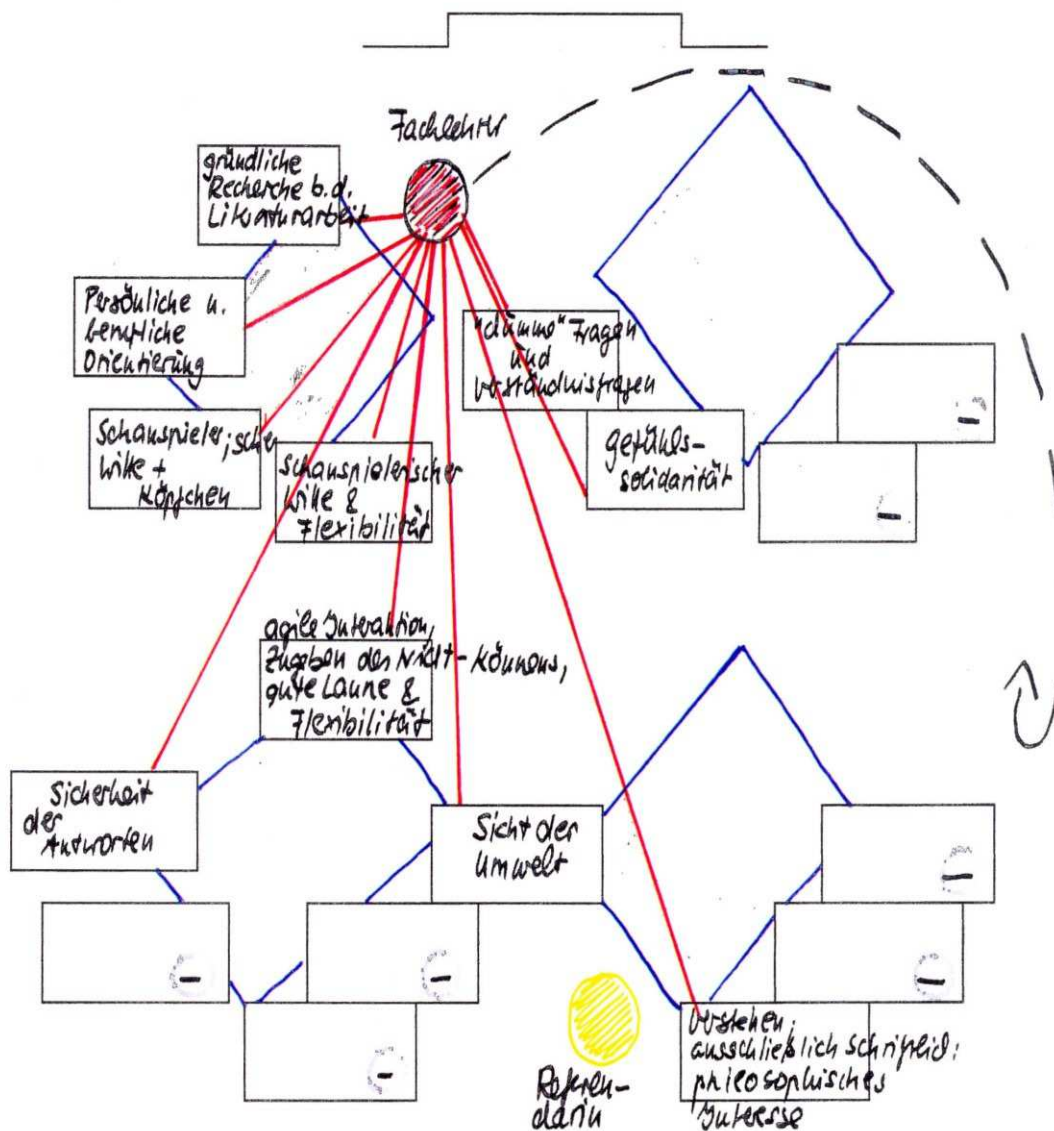 Fachlehrer
gründliche
Recherche b.d.
Literaturarbeit
Persönliche u.
berufliche
Orientierung
"dumme" Fragen
und
Verständnisfragen
Schauspieler,ischer
Wille +
Köpfchen
Schauspielerischer
Wille &
Flexibilität
Gefühls-
solidarität
agile Interaktion,
Zugeben des Nicht-Könnens,
gute Laune &
Flexibilität
Sicherheit
der
Antworten
Sicht der
Umwelt
Referen-
darin
Verstehen;
ausschließlich schriftlich:
philosophisches
Interesse